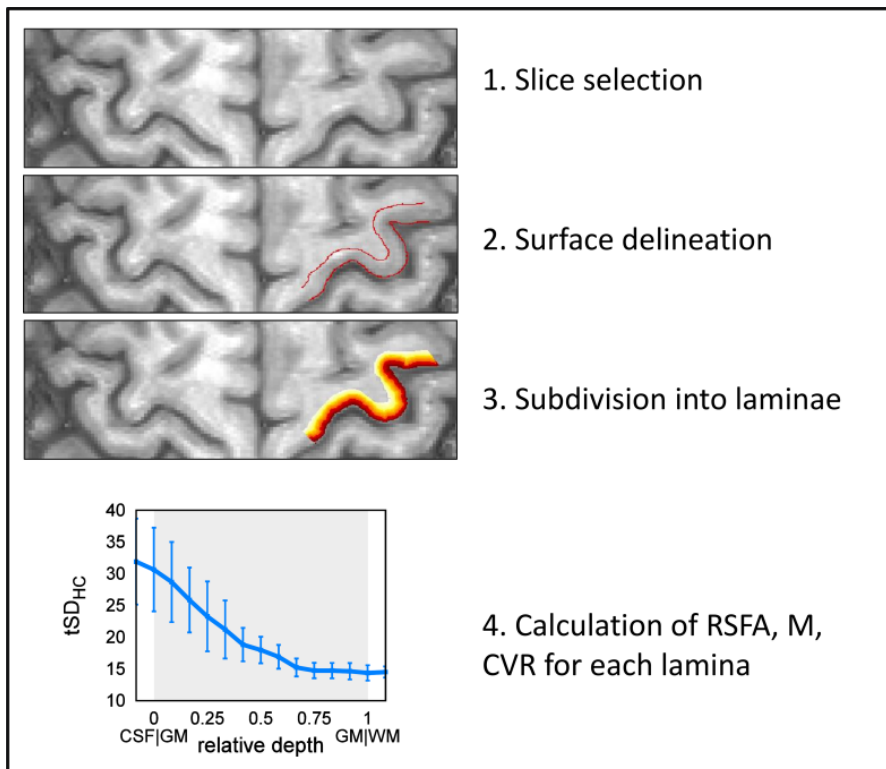 1. Slice selection
2. Surface delineation
3. Subdivision into laminae
40
35
30
25
20
15
10
tSD_HC
0 0.25 0.5 0.75 1
CSF|GM GM|WM
relative depth
4. Calculation of RSFA, M,
CVR for each lamina